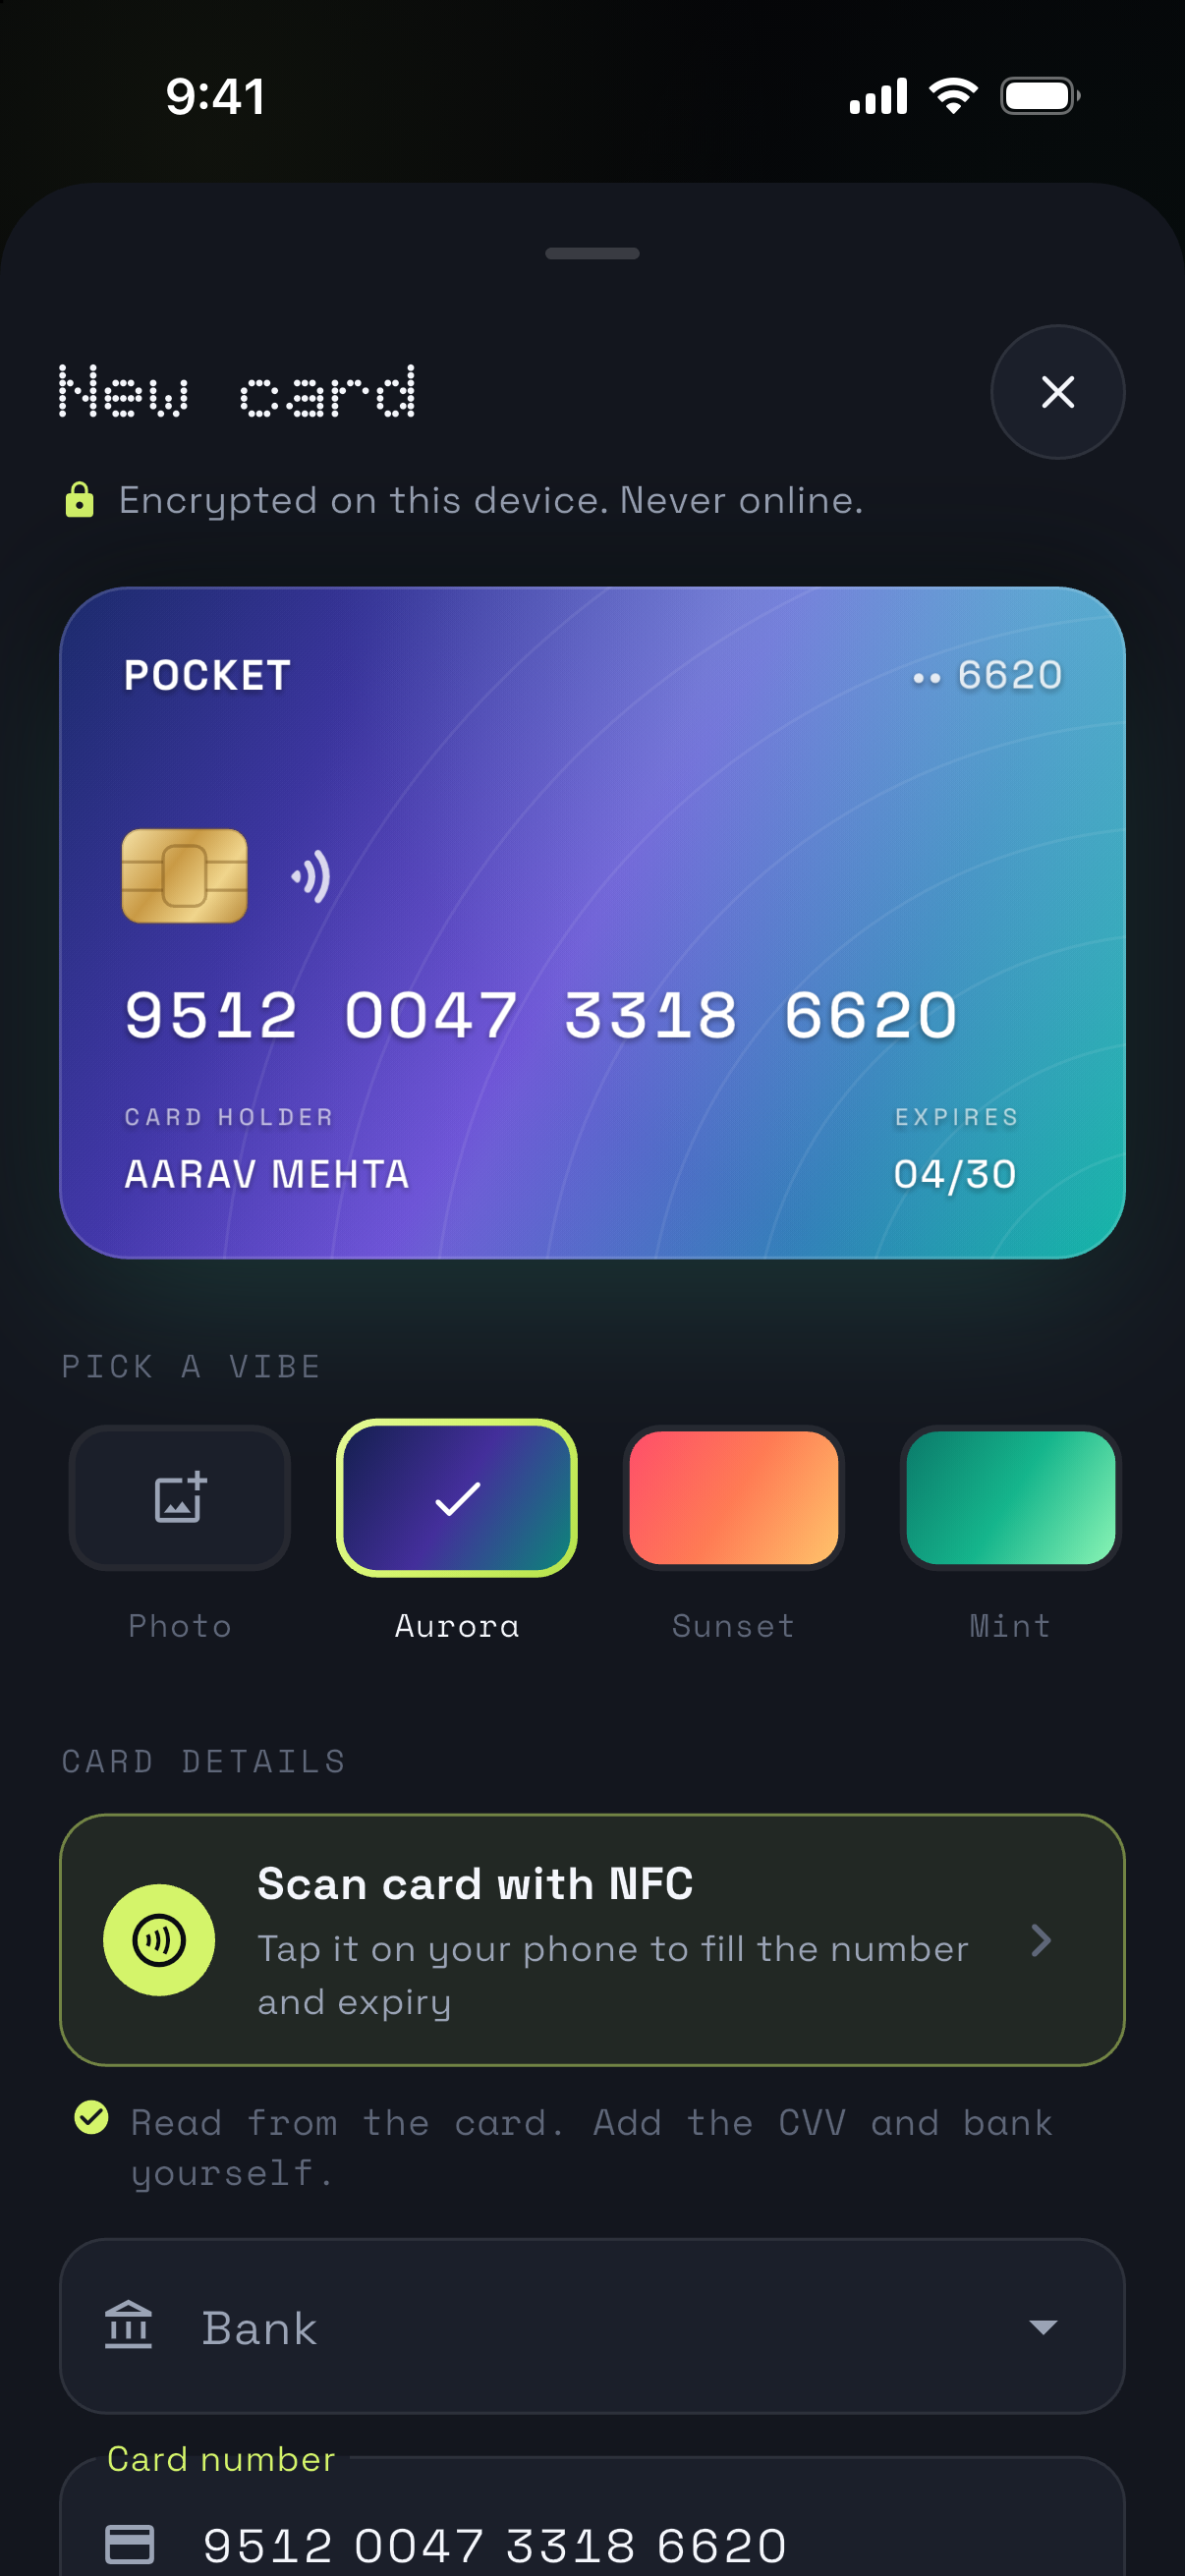 9:41
New card
Encrypted on this device. Never online.
POCKET
•• 6620
9512 0047 3318 6620
CARD HOLDER
EXPIRES
AARAV MEHTA
04/30
PICK A VIBE
Photo
Aurora
Sunset
Mint
CARD DETAILS
Scan card with NFC
Tap it on your phone to fill the number
and expiry
Read from the card. Add the CVV and bank
yourself.
Bank
Card number
9512 0047 3318 6620